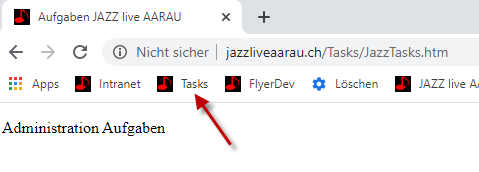 Aufgaben JAZZ live AARAU
Nicht sicher jazzliveaarau.ch/Tasks/JazzTasks.htm
Apps Intranet Tasks FlyerDev Löschen JAZZ live AA
Administration Aufgaben